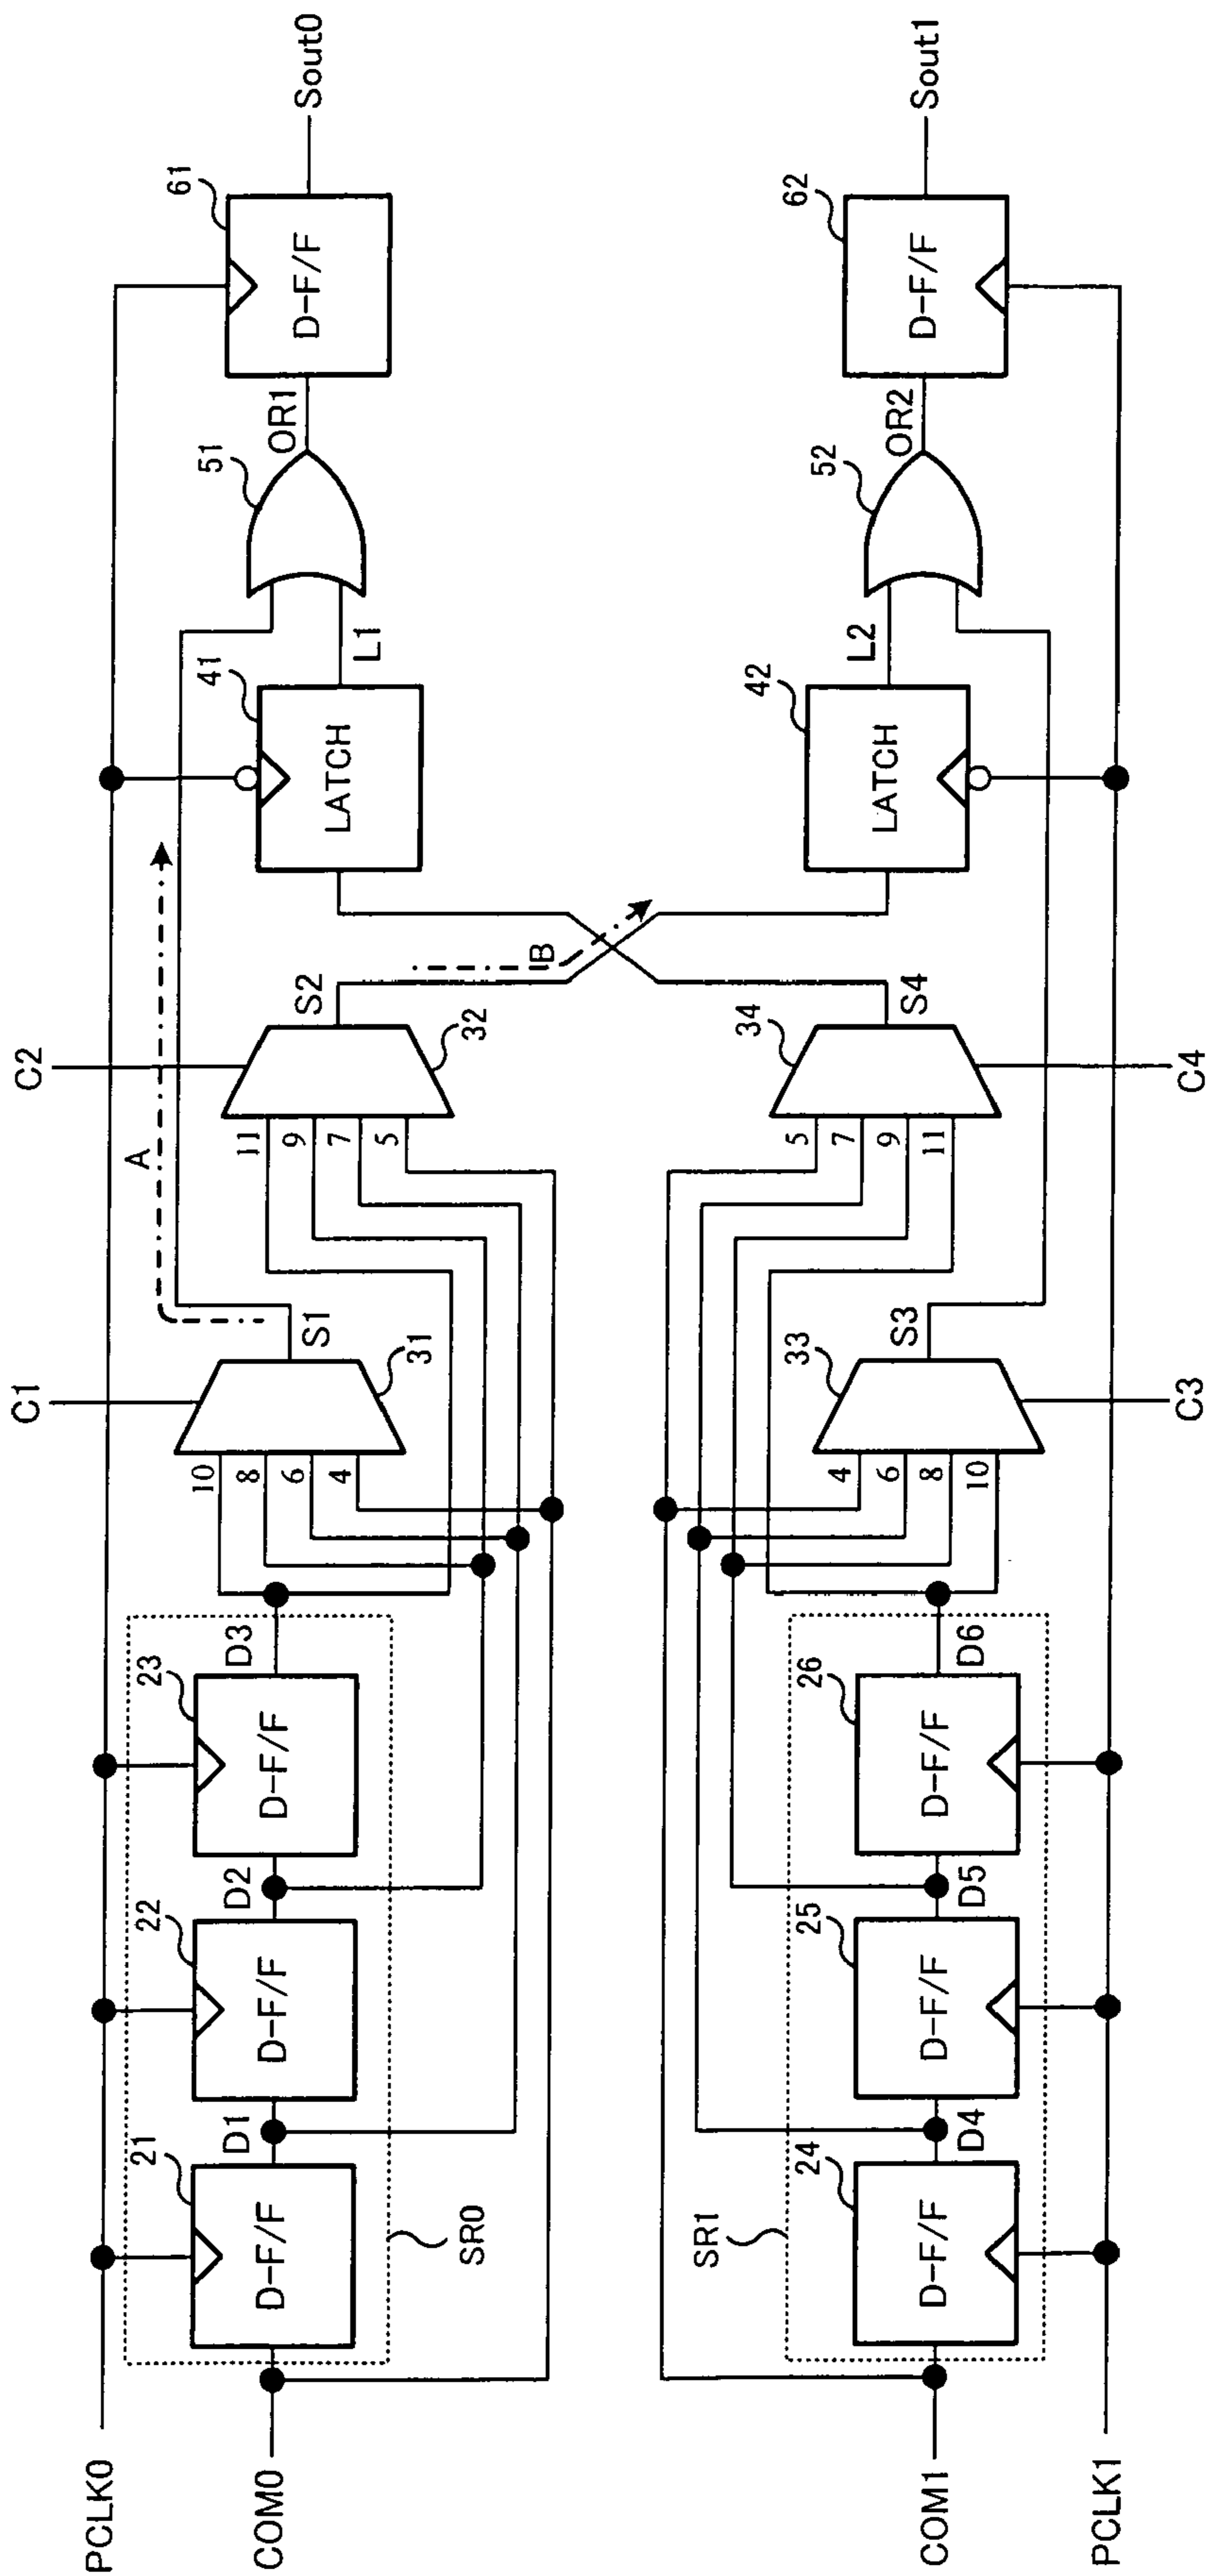 PCLK0
COM0
21
D-F/F
D1
22
D-F/F
D2
23
D-F/F
D3
SR0
C1
10
8
6
4
31
S1
A
C2
11
9
7
5
32
S2
B
41
LATCH
L1
51
OR1
61
D-F/F
Sout0
COM1
PCLK1
SR1
24
D-F/F
D4
25
D-F/F
D5
26
D-F/F
D6
4
6
8
10
33
S3
C3
5
7
9
11
34
S4
C4
42
LATCH
L2
52
OR2
62
D-F/F
Sout1